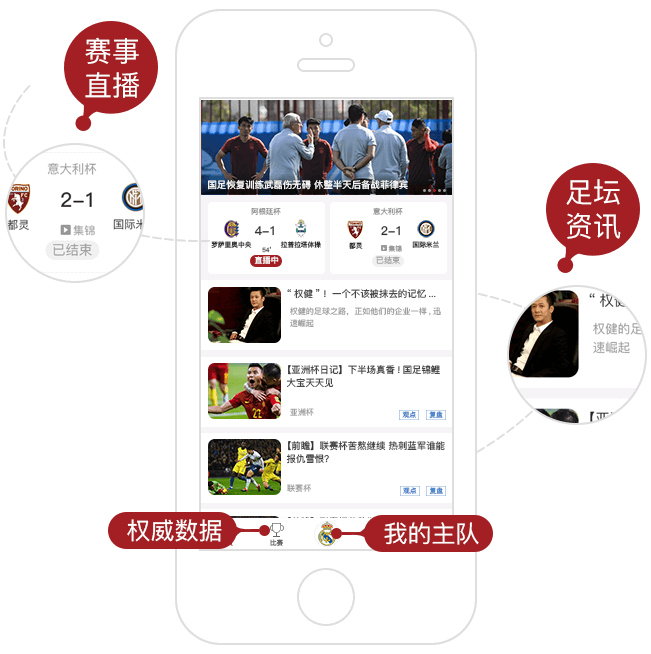 赛事
直播
意大利杯
TORINO
2-1
都灵
国际米
集锦
已结束
国足恢复训练武磊伤无碍 休整半天后备战菲律宾
阿根廷杯
4-1
罗萨里奥中央
拉普拉塔体操
54'
直播中
意大利杯
2-1
都灵
国际米兰
集锦
已结束
“权健”！一个不该被抹去的记忆 ...
权健的足球之路，正如他们的企业一样，迅
速崛起
【亚洲杯日记】下半场真香！国足锦鲤
大宝天天见
亚洲杯
观点
复盘
【前瞻】联赛杯苦熬继续 热刺蓝军谁能
报仇雪恨?
联赛杯
观点
复盘
足坛
资讯
“ 权健
权健的足
速崛起
【亚
权威数据
比赛
我的主队